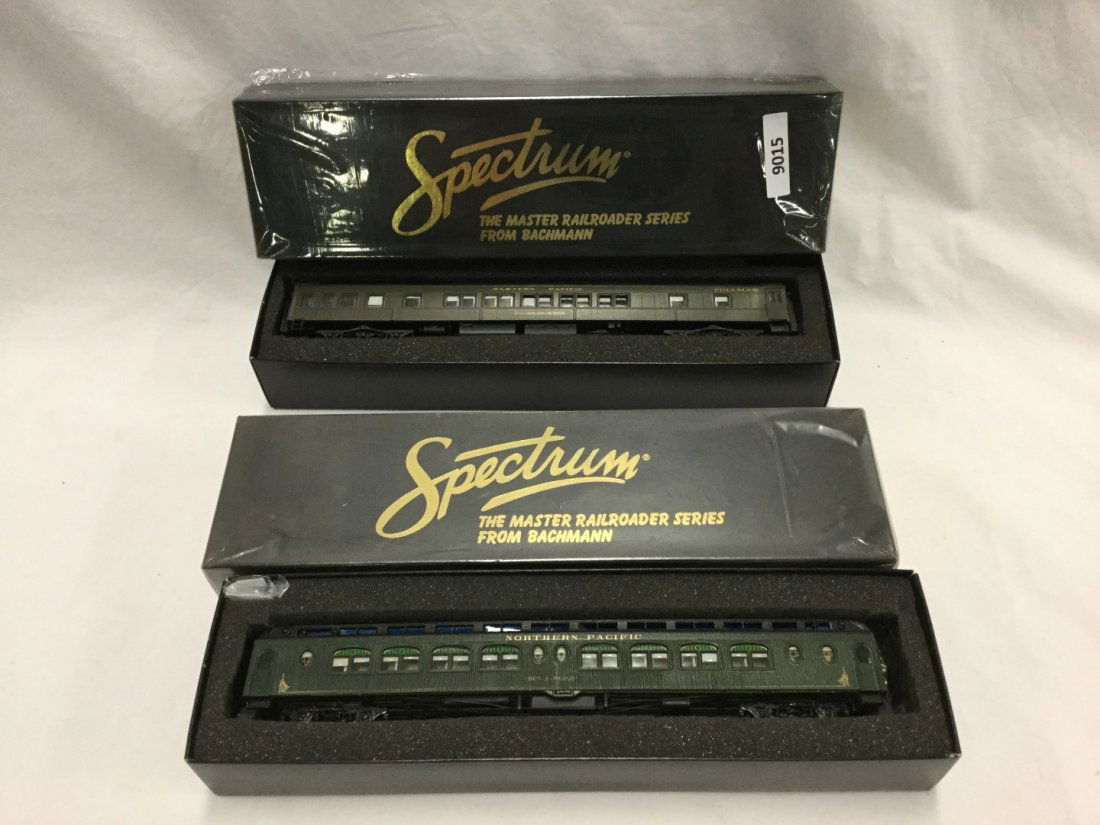 Spectrum®
THE MASTER RAILROADER SERIES
FROM BACHMANN
9015
WESTERN PACIFIC PULLMAN
Spectrum®
THE MASTER RAILROADER SERIES
FROM BACHMANN
NORTHERN PACIFIC